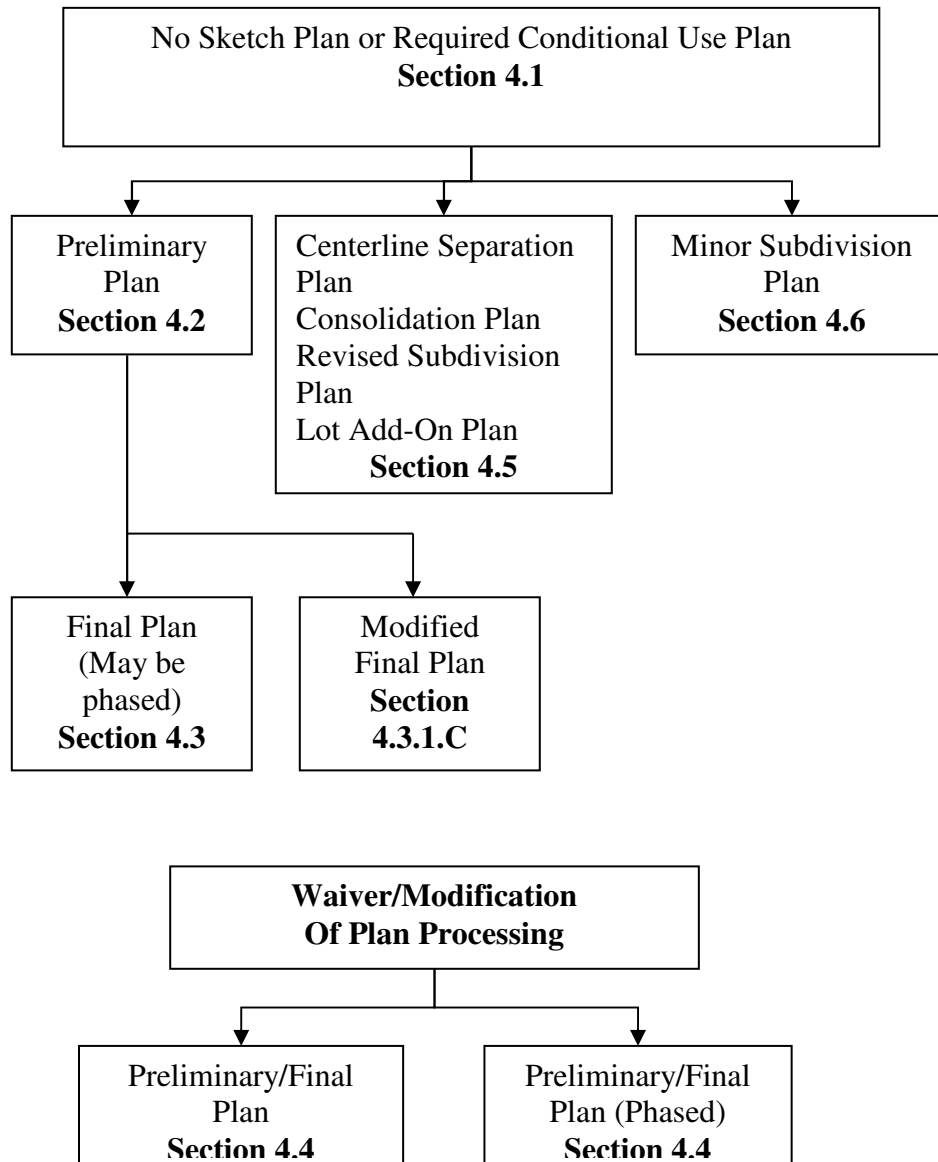 No Sketch Plan or Required Conditional Use Plan
Section 4.1
Preliminary
Plan
Section 4.2
Centerline Separation
Plan
Consolidation Plan
Revised Subdivision
Plan
Lot Add-On Plan
Section 4.5
Minor Subdivision
Plan
Section 4.6
Final Plan
(May be
phased)
Section 4.3
Modified
Final Plan
Section
4.3.1.C
Waiver/Modification
Of Plan Processing
Preliminary/Final
Plan
Section 4.4
Preliminary/Final
Plan (Phased)
Section 4.4